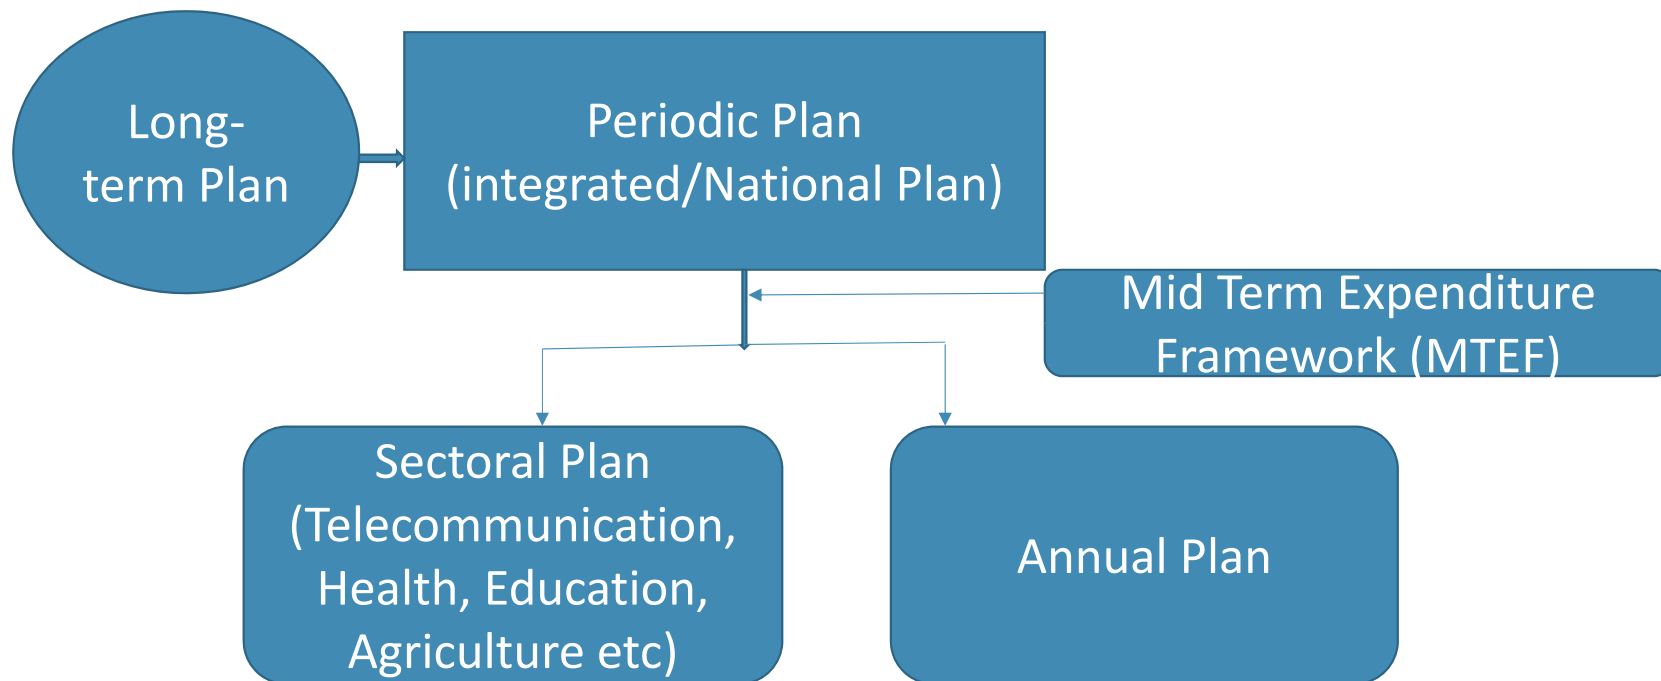 Long-
term Plan
Periodic Plan
(integrated/National Plan)
Mid Term Expenditure
Framework (MTEF)
Sectoral Plan
(Telecommunication,
Health, Education,
Agriculture etc)
Annual Plan